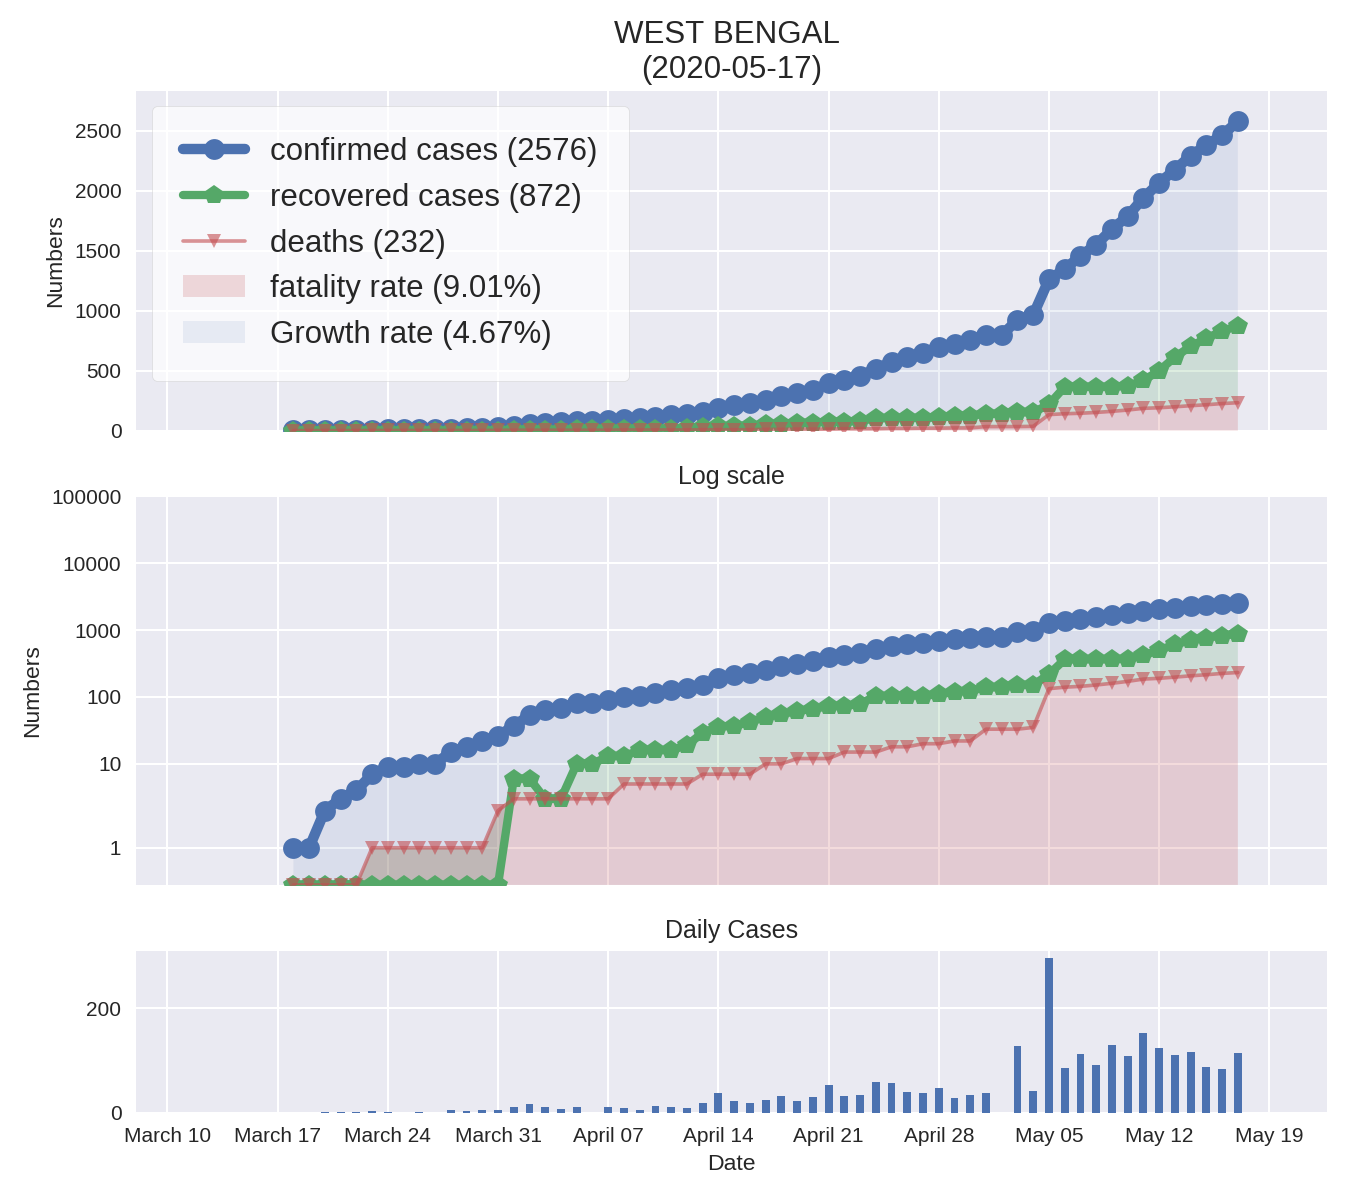 WEST BENGAL
(2020-05-17)
Numbers
2500
2000
1500
1000
500
0
confirmed cases (2576)
recovered cases (872)
deaths (232)
fatality rate (9.01%)
Growth rate (4.67%)
Log scale
Numbers
100000
10000
1000
100
10
1
Daily Cases
200
0
March 10 March 17 March 24 March 31 April 07 April 14 April 21 April 28 May 05 May 12 May 19
Date